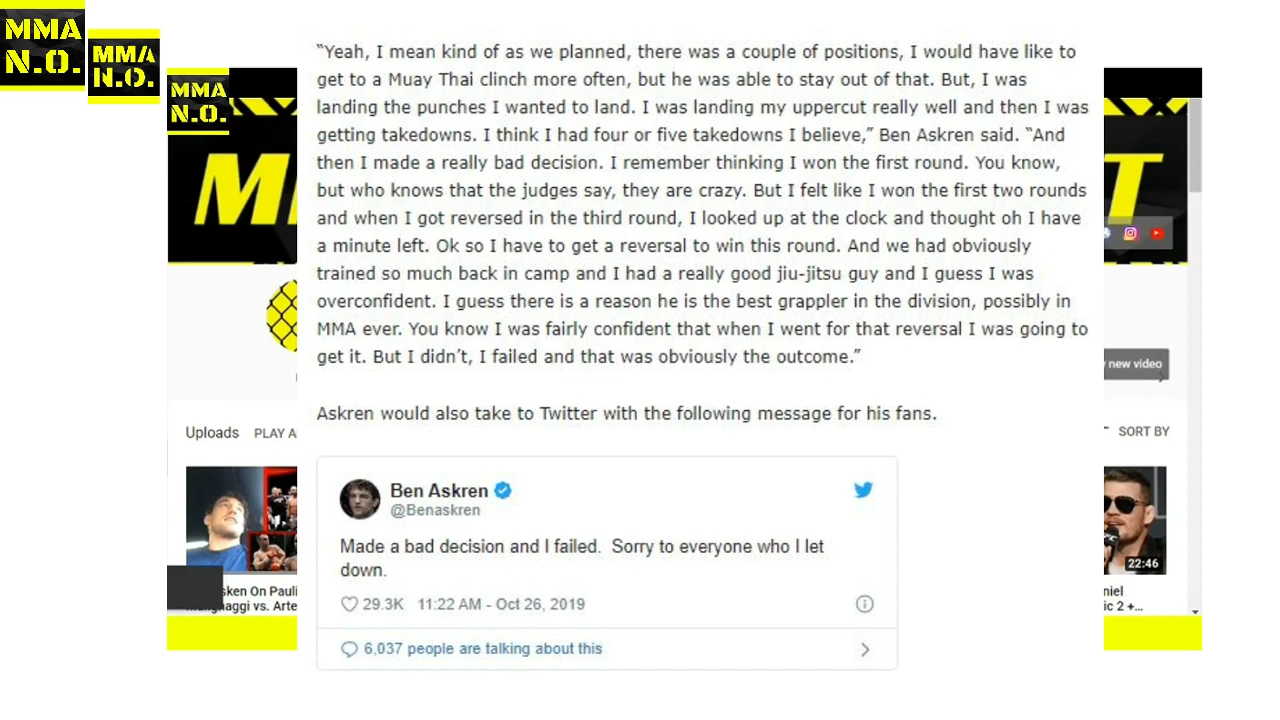 MMA
N.O.
MMA
N.O.
MMA
N.O.
“Yeah, I mean kind of as we planned, there was a couple of positions, I would have like to
get to a Muay Thai clinch more often, but he was able to stay out of that. But, I was
landing the punches I wanted to land. I was landing my uppercut really well and then I was
getting takedowns. I think I had four or five takedowns I believe,” Ben Askren said. “And
then I made a really bad decision. I remember thinking I won the first round. You know,
but who knows that the judges say, they are crazy. But I felt like I won the first two rounds
and when I got reversed in the third round, I looked up at the clock and thought oh I have
a minute left. Ok so I have to get a reversal to win this round. And we had obviously
trained so much back in camp and I had a really good jiu-jitsu guy and I guess I was
overconfident. I guess there is a reason he is the best grappler in the division, possibly in
MMA ever. You know I was fairly confident that when I went for that reversal I was going to
get it. But I didn’t, I failed and that was obviously the outcome.”
new video
Askren would also take to Twitter with the following message for his fans.
Uploads PLAY A
SORT BY
Ben Askren
@Benaskren
Made a bad decision and I failed. Sorry to everyone who I let
down.
29.3K 11:22 AM - Oct 26, 2019
6,037 people are talking about this
22:46
sken On Pauli
naggi vs. Arte
niel
ic 2 +...